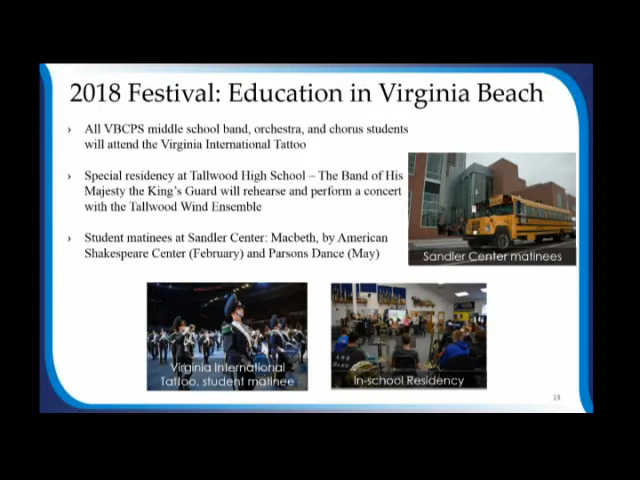 2018 Festival: Education in Virginia Beach
› All VBCPS middle school band, orchestra, and chorus students
will attend the Virginia International Tattoo
› Special residency at Tallwood High School – The Band of His
Majesty the King's Guard will rehearse and perform a concert
with the Tallwood Wind Ensemble
› Student matinees at Sandler Center: Macbeth, by American
Shakespeare Center (February) and Parsons Dance (May)
Sandler Center matinees
Virginia International
Tattoo, student matinee
In-school Residency
19